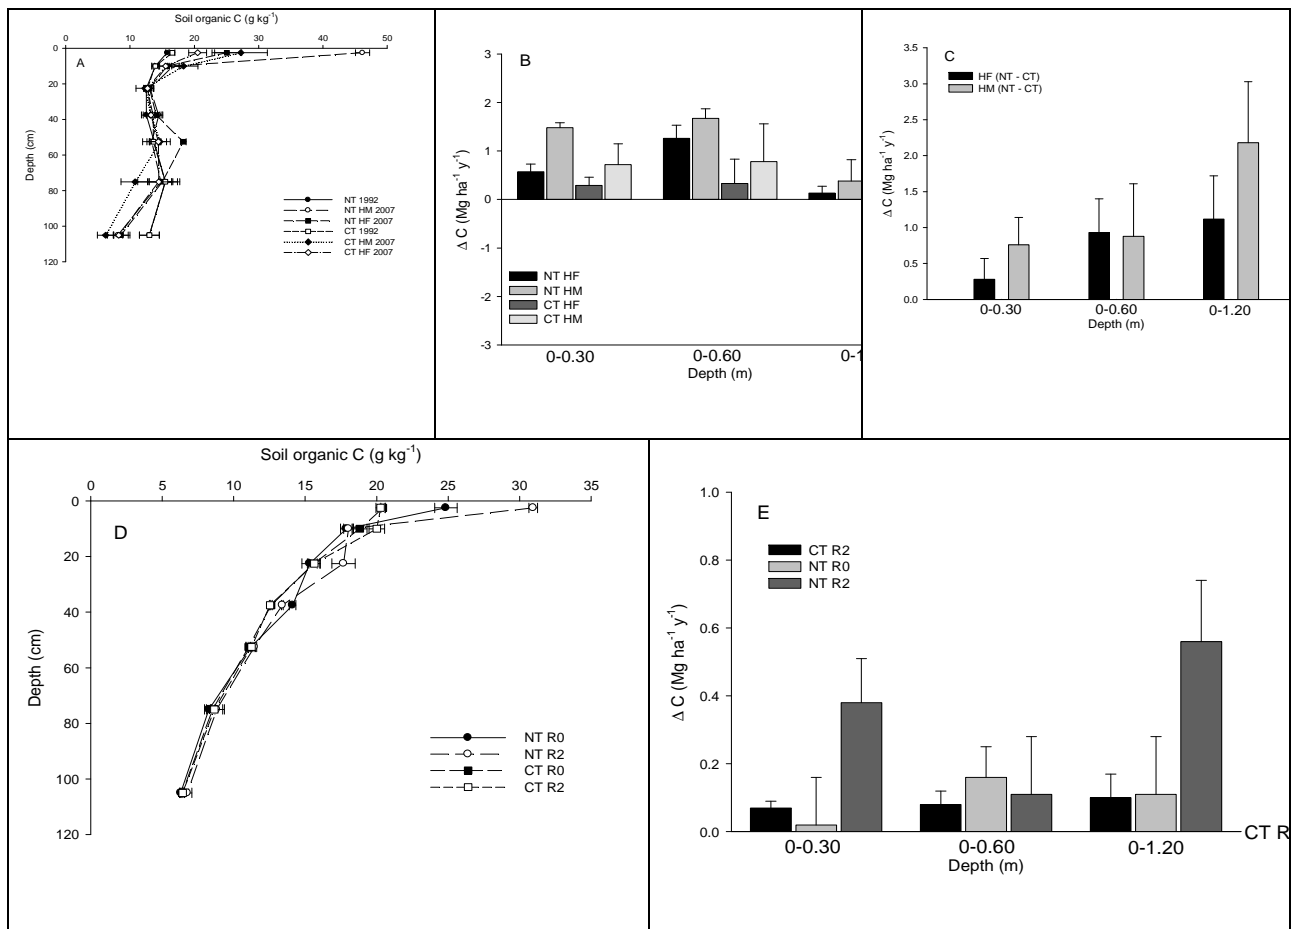 Soil organic C (g kg-1)
0 10 20 30 40 50
A
0
20
40
60
80
100
120
Depth (cm)
NT 1992
NT HM 2007
NT HF 2007
CT 1992
CT HM 2007
CT HF 2007
B
3
2
1
0
-1
-2
-3
Δ C (Mg ha-1 y-1)
NT HF
NT HM
CT HF
CT HM
0-0.30 0-0.60 0-1
Depth (m)
C
3.5
3.0
2.5
2.0
1.5
1.0
0.5
0.0
Δ C (Mg ha-1 y-1)
HF (NT - CT)
HM (NT - CT)
0-0.30 0-0.60 0-1.20
Depth (m)
Soil organic C (g kg-1)
0 5 10 15 20 25 30 35
D
0
20
40
60
80
100
120
Depth (cm)
NT R0
NT R2
CT R0
CT R2
E
1.0
0.8
0.6
0.4
0.2
0.0
Δ C (Mg ha-1 y-1)
CT R2
NT R0
NT R2
CT R
0-0.30 0-0.60 0-1.20
Depth (m)